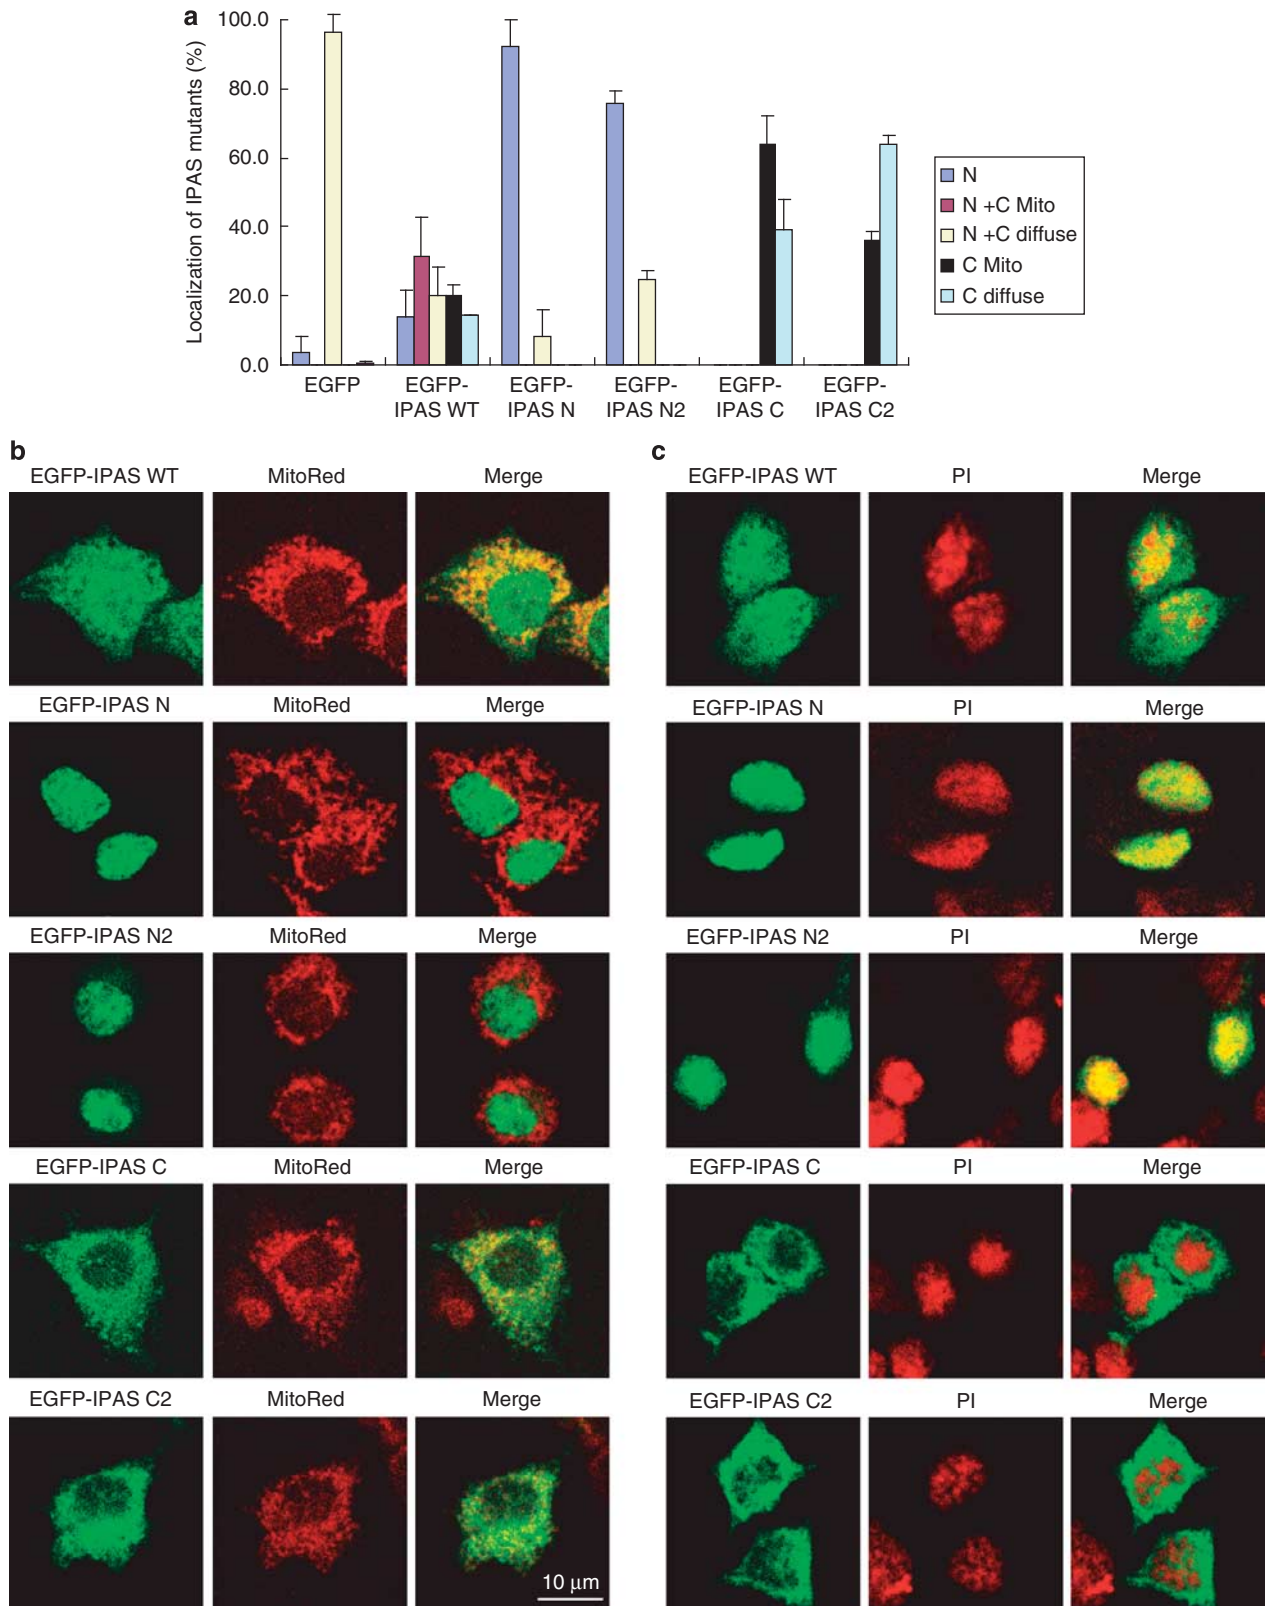 a
Localization of IPAS mutants (%)
100.0
80.0
60.0
40.0
20.0
0.0
EGFP
EGFP-
IPAS WT
EGFP-
IPAS N
EGFP-
IPAS N2
EGFP-
IPAS C
EGFP-
IPAS C2
N
N +C Mito
N +C diffuse
C Mito
C diffuse
b
EGFP-IPAS WT MitoRed Merge
EGFP-IPAS N MitoRed Merge
EGFP-IPAS N2 MitoRed Merge
EGFP-IPAS C MitoRed Merge
EGFP-IPAS C2 MitoRed Merge
10 μm
c
EGFP-IPAS WT PI Merge
EGFP-IPAS N PI Merge
EGFP-IPAS N2 PI Merge
EGFP-IPAS C PI Merge
EGFP-IPAS C2 PI Merge